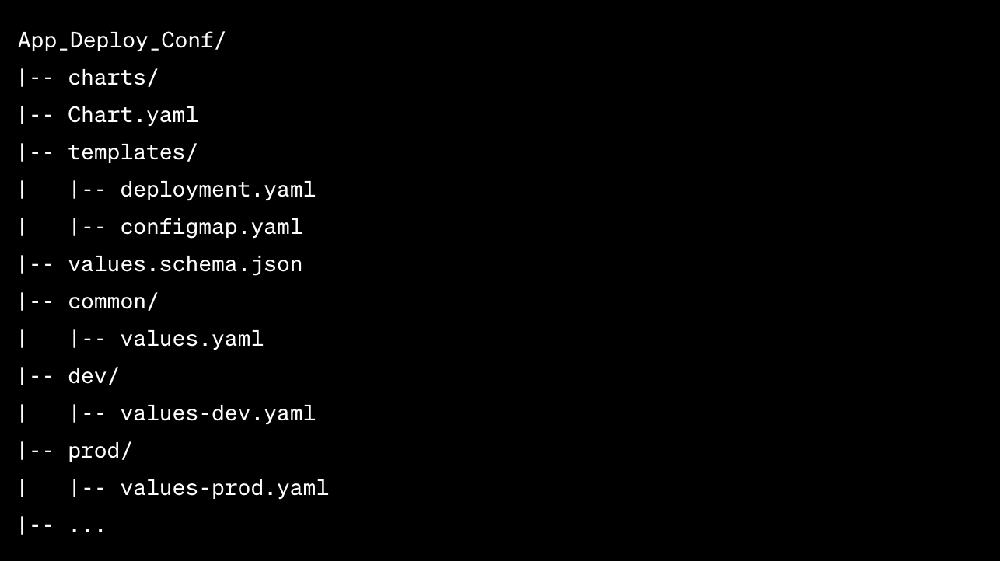 App_Deploy_Conf/
|-- charts/
|-- Chart.yaml
|-- templates/
|   |-- deployment.yaml
|   |-- configmap.yaml
|-- values.schema.json
|-- common/
|   |-- values.yaml
|-- dev/
|   |-- values-dev.yaml
|-- prod/
|   |-- values-prod.yaml
|-- ...